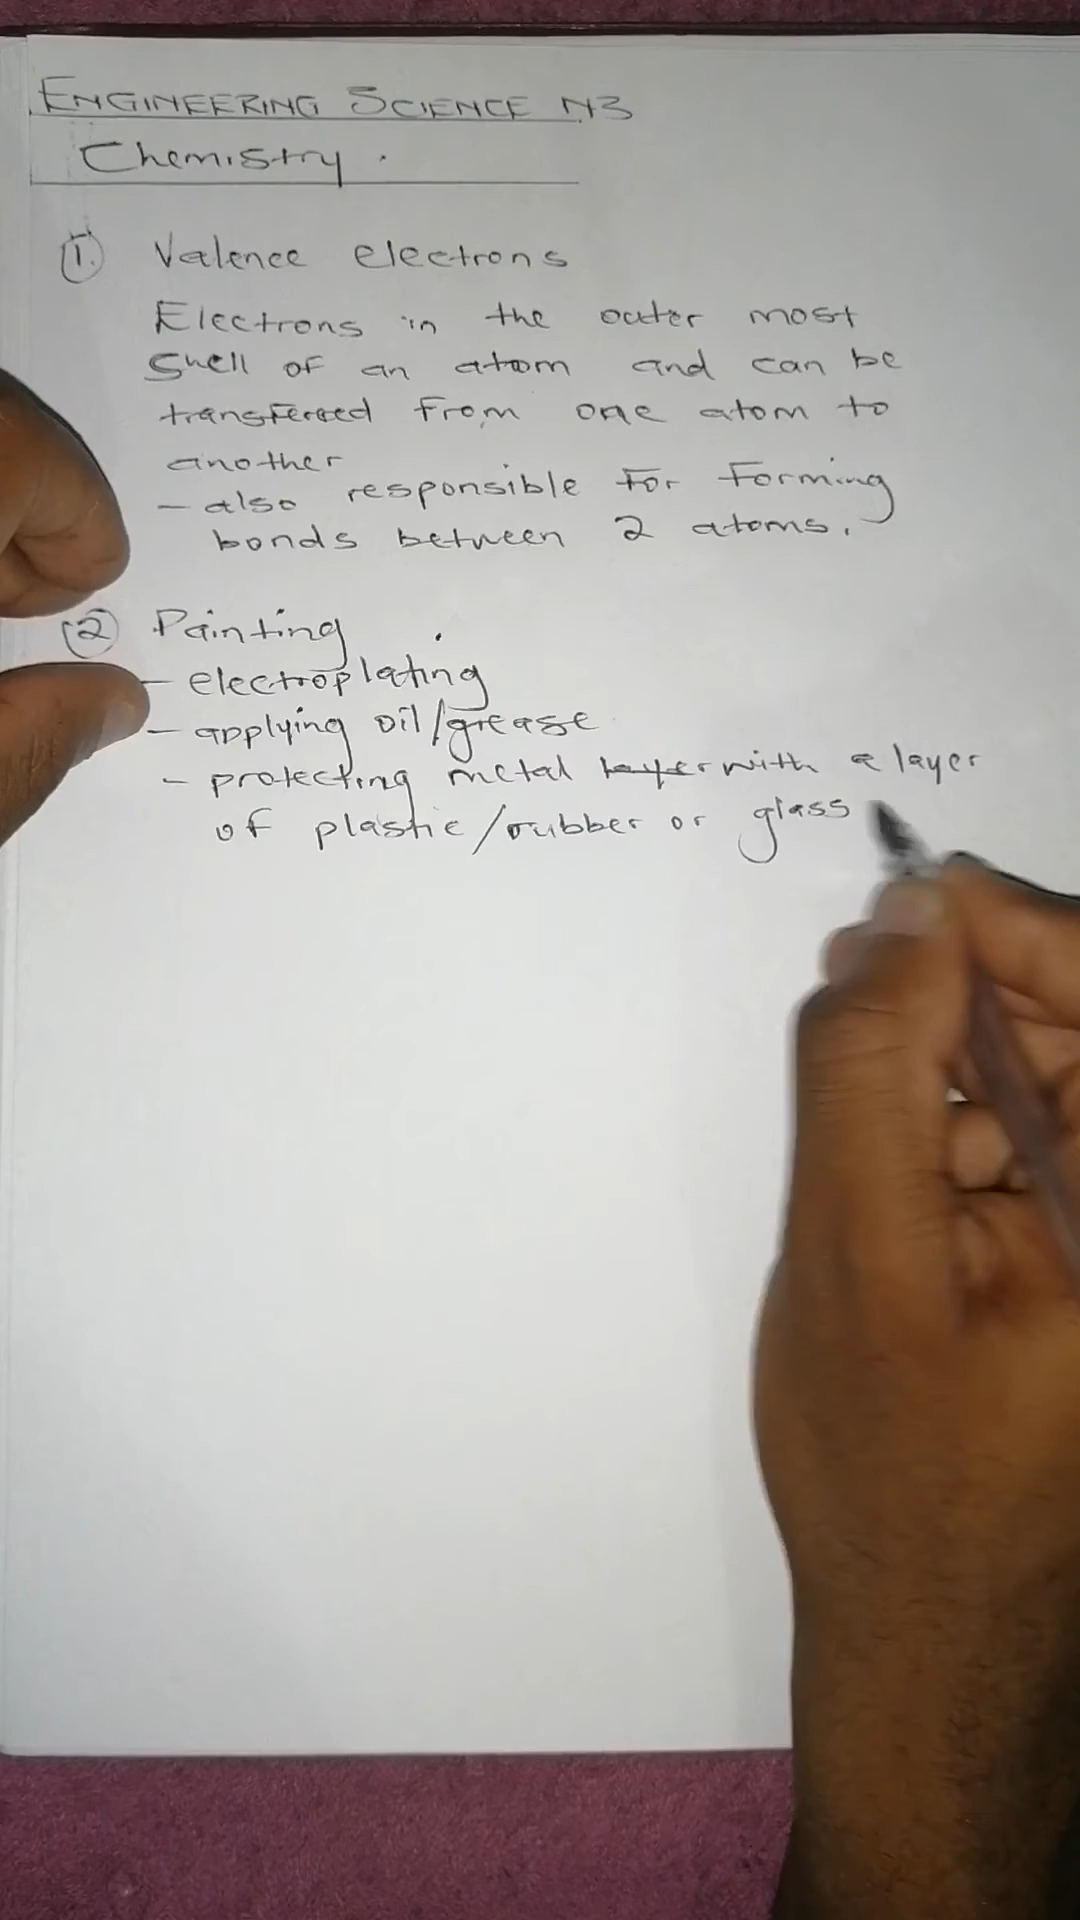 ENGINEERING SCIENCE N3
Chemistry.
1. Valence electrons
Electrons in the outer most
shell of an atom and can be
transferred from one atom to
another
- also responsible for forming
bonds between 2 atoms.
2 Painting
- electroplating
- applying oil/grease
- protecting metal layer with a layer
of plastic/rubber or glass